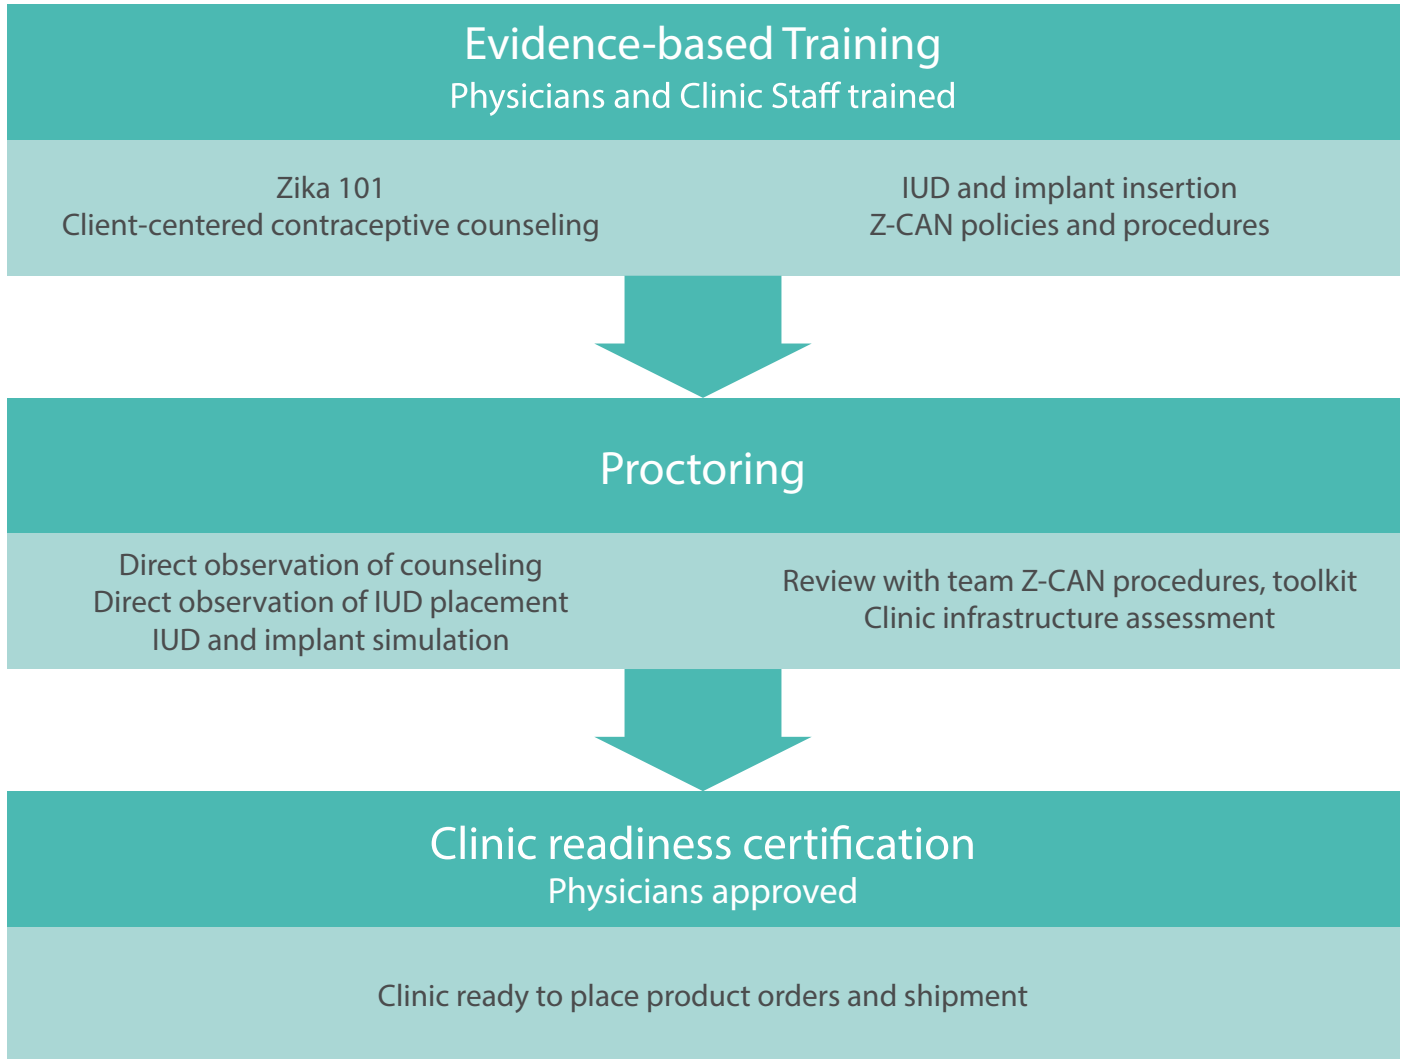 Evidence-based Training
Physicians and Clinic Staff trained
Zika 101
Client-centered contraceptive counseling
IUD and implant insertion
Z-CAN policies and procedures
Proctoring
Direct observation of counseling
Direct observation of IUD placement
IUD and implant simulation
Review with team Z-CAN procedures, toolkit
Clinic infrastructure assessment
Clinic readiness certification
Physicians approved
Clinic ready to place product orders and shipment